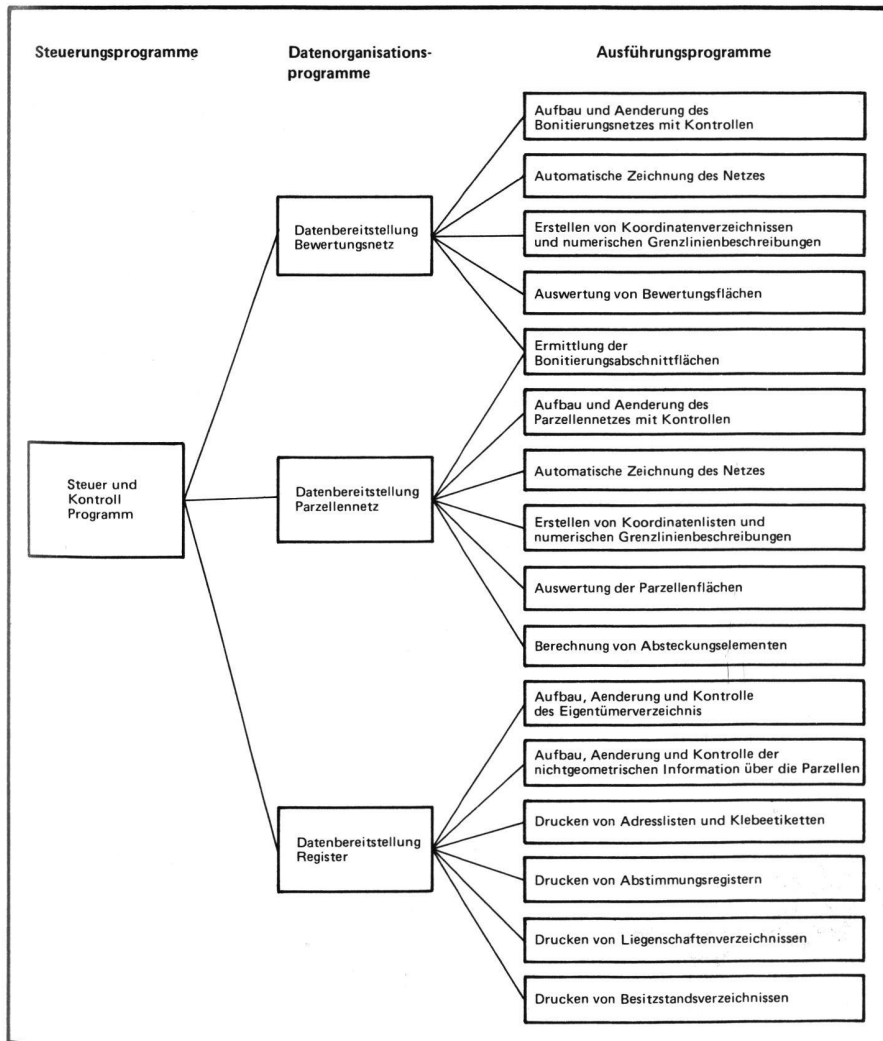 Steuerungsprogramme
Datenorganisations-
programme
Ausführungsprogramme
Aufbau und Aenderung des
Bonitierungsnetzes mit Kontrollen
Automatische Zeichnung des Netzes
Datenbereitstellung
Bewertungsnetz
Erstellen von Koordinatenverzeichnissen
und numerischen Grenzlinienbeschreibungen
Auswertung von Bewertungsflächen
Ermittlung der
Bonitierungsabschnittflächen
Aufbau und Aenderung des
Parzellennetzes mit Kontrollen
Steuer und
Kontroll
Programm
Datenbereitstellung
Parzellennetz
Automatische Zeichnung des Netzes
Erstellen von Koordinatenlisten und
numerischen Grenzlinienbeschreibungen
Auswertung der Parzellenflächen
Berechnung von Absteckungselementen
Aufbau, Aenderung und Kontrolle
des Eigentümerverzeichnis
Aufbau, Aenderung und Kontrolle der
nichtgeometrischen Information über die Parzellen
Datenbereitstellung
Register
Drucken von Adresslisten und Klebeetiketten
Drucken von Abstimmungsregistern
Drucken von Liegenschaftenverzeichnissen
Drucken von Besitzstandsverzeichnissen